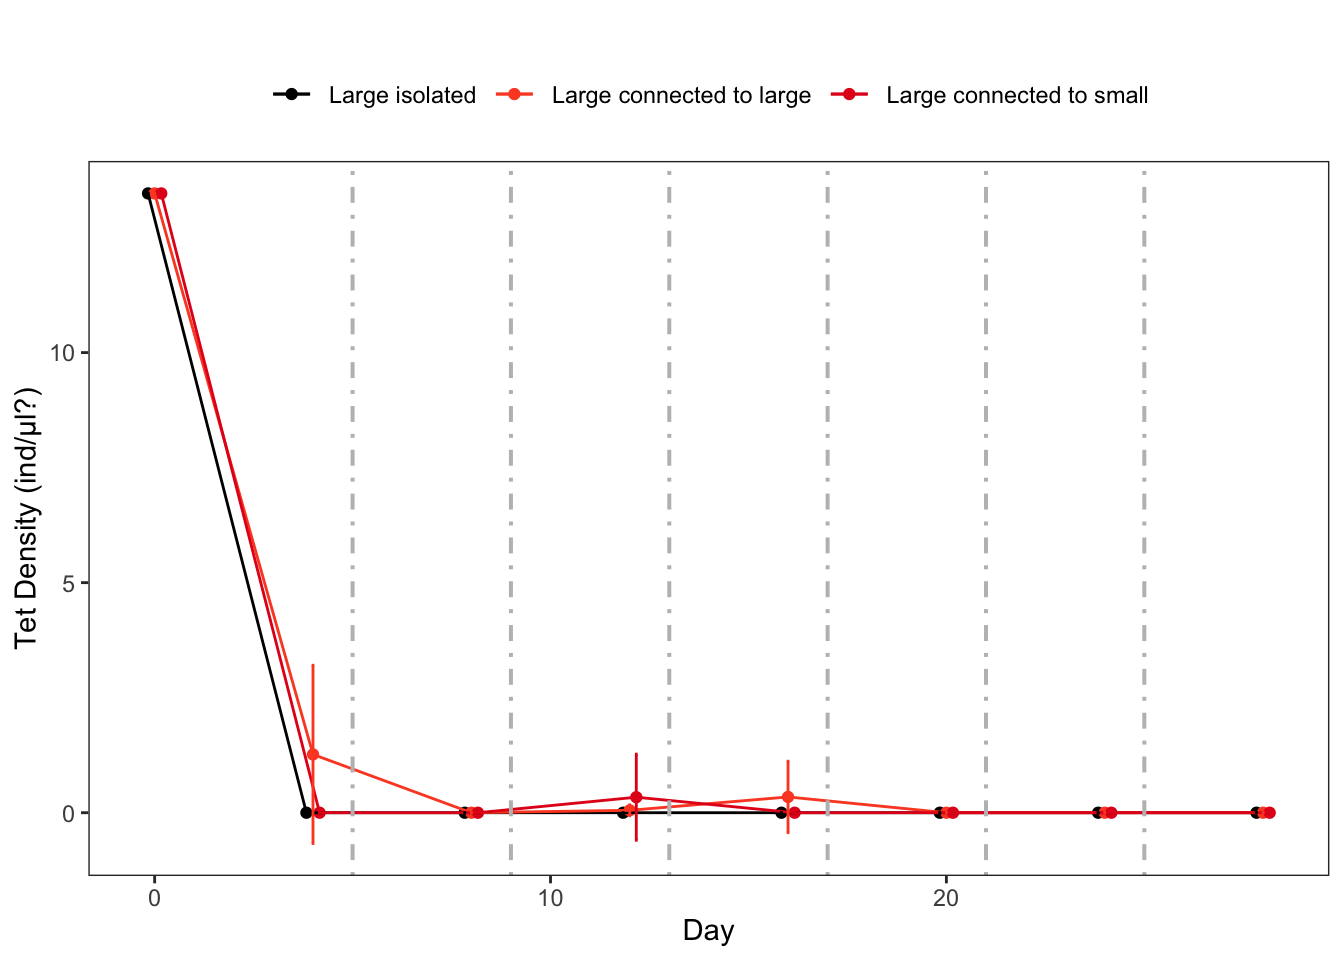 Large isolated Large connected to large Large connected to small
10
5
0
Tet Density (ind/µl?)
0 10 20
Day